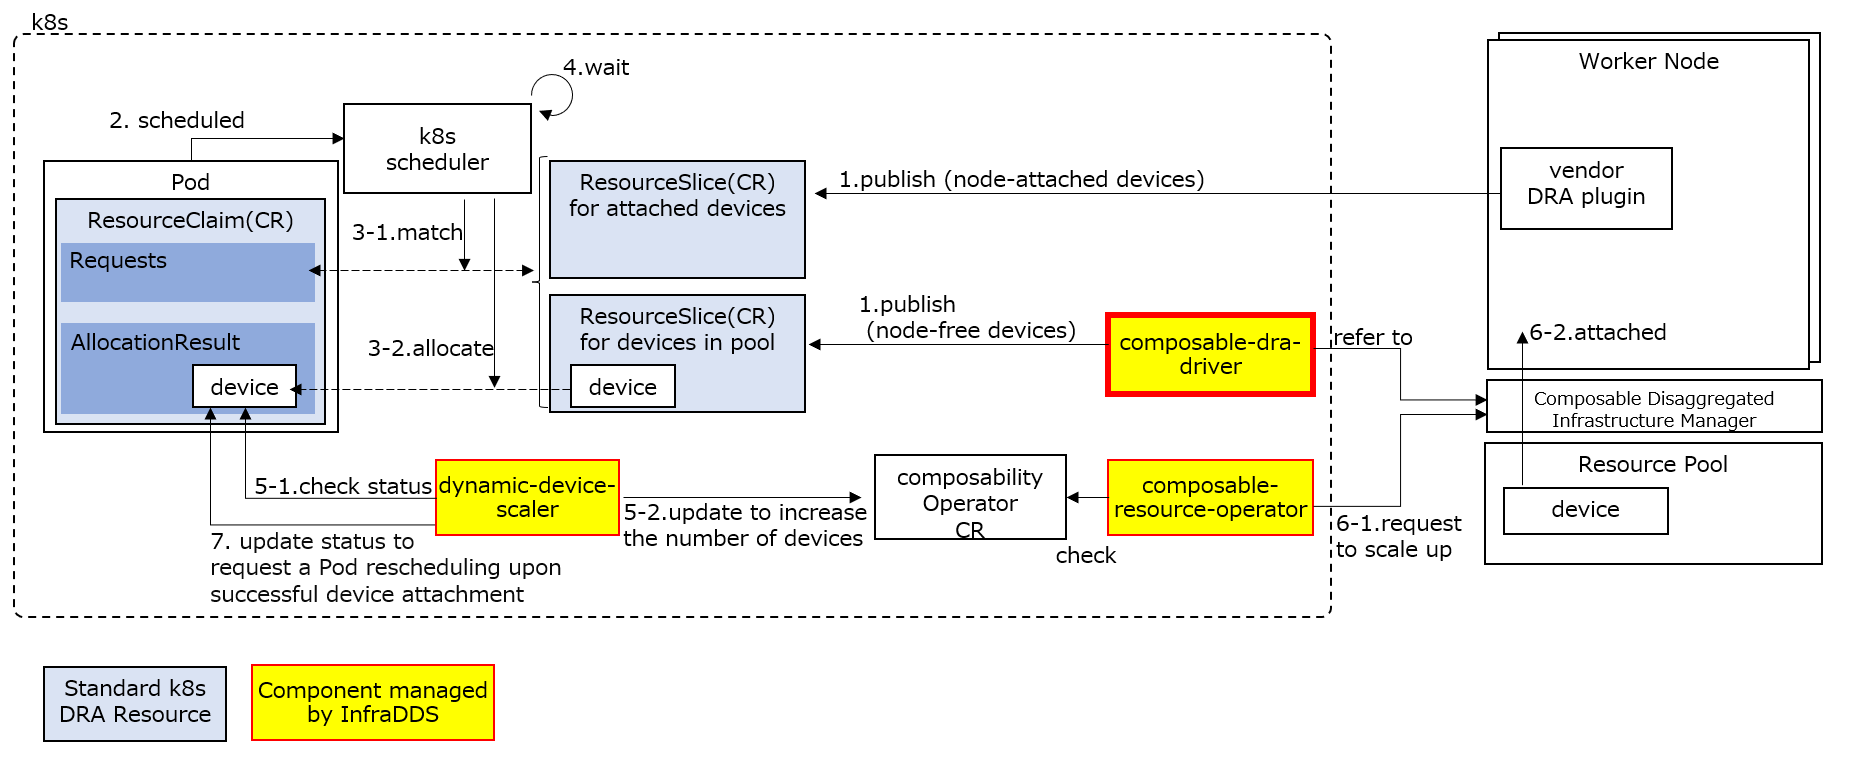 k8s
4.wait
2. scheduled
k8s
scheduler
Pod
ResourceClaim(CR)
Requests
AllocationResult
device
3-1.match
3-2.allocate
ResourceSlice(CR)
for attached devices
ResourceSlice(CR)
for devices in pool
device
1.publish (node-attached devices)
1.publish
(node-free devices)
composable-dra-
driver
refer to
Worker Node
vendor
DRA plugin
6-2.attached
Composable Disaggregated
Infrastructure Manager
Resource Pool
device
5-1.check status
dynamic-device-
scaler
5-2.update to increase
the number of devices
composability
Operator
CR
check
composable-
resource-operator
6-1.request
to scale up
7. update status to
request a Pod rescheduling upon
successful device attachment
Standard k8s
DRA Resource
Component managed
by InfraDDS